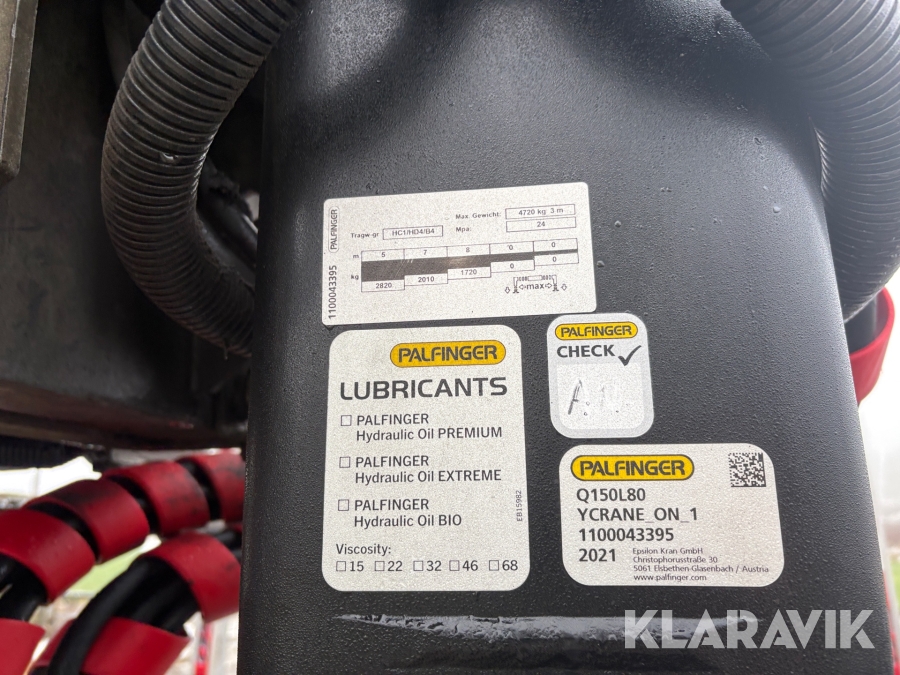 PALFINGER
1100043395
Max. Gewicht: 4720 kg 3 m
Tragw-gr HC1/HD4/B4 Mpa: 24
m 5 7 8 0 0
kg 2820 2010 1720 0 0
max
PALFINGER
LUBRICANTS
PALFINGER
Hydraulic Oil PREMIUM
PALFINGER
Hydraulic Oil EXTREME
PALFINGER
Hydraulic Oil BIO
Viscosity:
15 22 32 46 68
EB15982
PALFINGER
CHECK
PALFINGER
Q150L80
YCRANE_ON_1
1100043395
2021 Epsilon Kran GmbH
Christophorusstraße 30
5061 Elsbethen-Glasenbach / Austria
www.palfinger.com
KLARAVIK